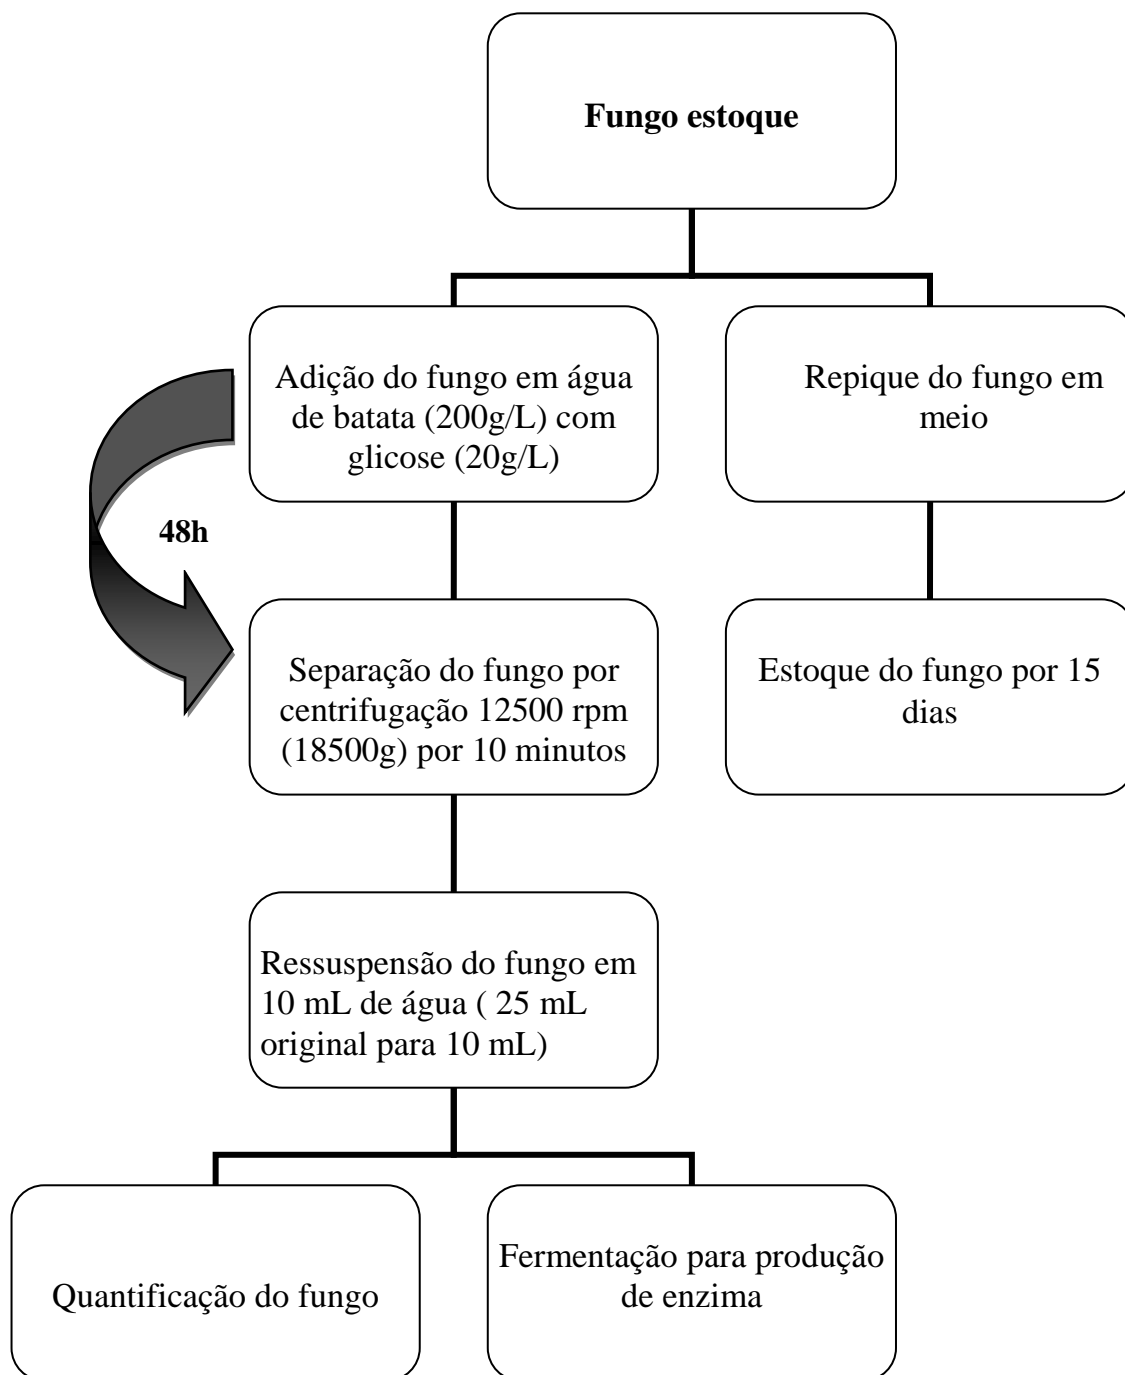 Fungo estoque
Adição do fungo em água
de batata (200g/L) com
glicose (20g/L)
Repique do fungo em
meio
48h
Separação do fungo por
centrifugação 12500 rpm
(18500g) por 10 minutos
Estoque do fungo por 15
dias
Ressuspensão do fungo em
10 mL de água ( 25 mL
original para 10 mL)
Quantificação do fungo
Fermentação para produção
de enzima